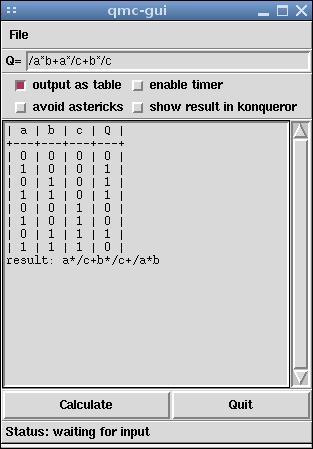 qmc-gui
File
Q= /a*b+a*/c+b*/c
output as table enable timer
avoid astericks show result in konqueror
| a | b | c | Q |
+---+---+---+---+
| 0 | 0 | 0 | 0 |
| 1 | 0 | 0 | 1 |
| 0 | 1 | 0 | 1 |
| 1 | 1 | 0 | 1 |
| 0 | 0 | 1 | 0 |
| 1 | 0 | 1 | 0 |
| 0 | 1 | 1 | 1 |
| 1 | 1 | 1 | 0 |
result: a*/c+b*/c+/a*b
Calculate Quit
Status: waiting for input